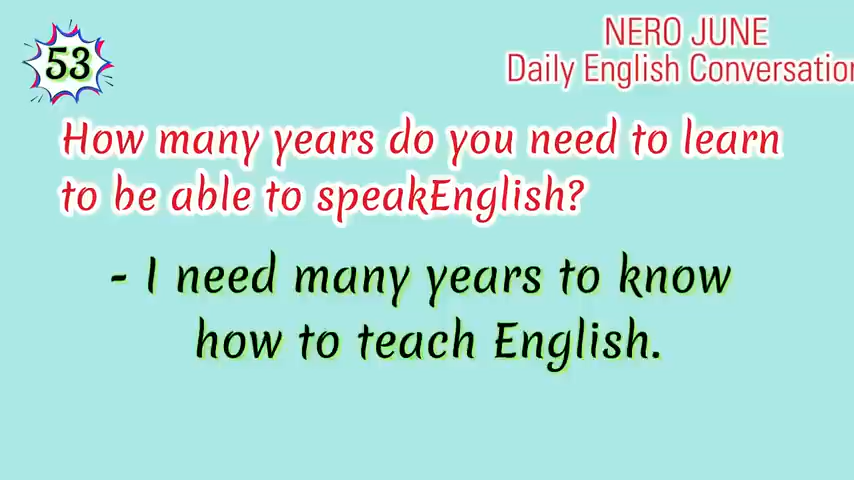 53
NERO JUNE
Daily English Conversation
How many years do you need to learn
to be able to speakEnglish?
- I need many years to know
how to teach English.